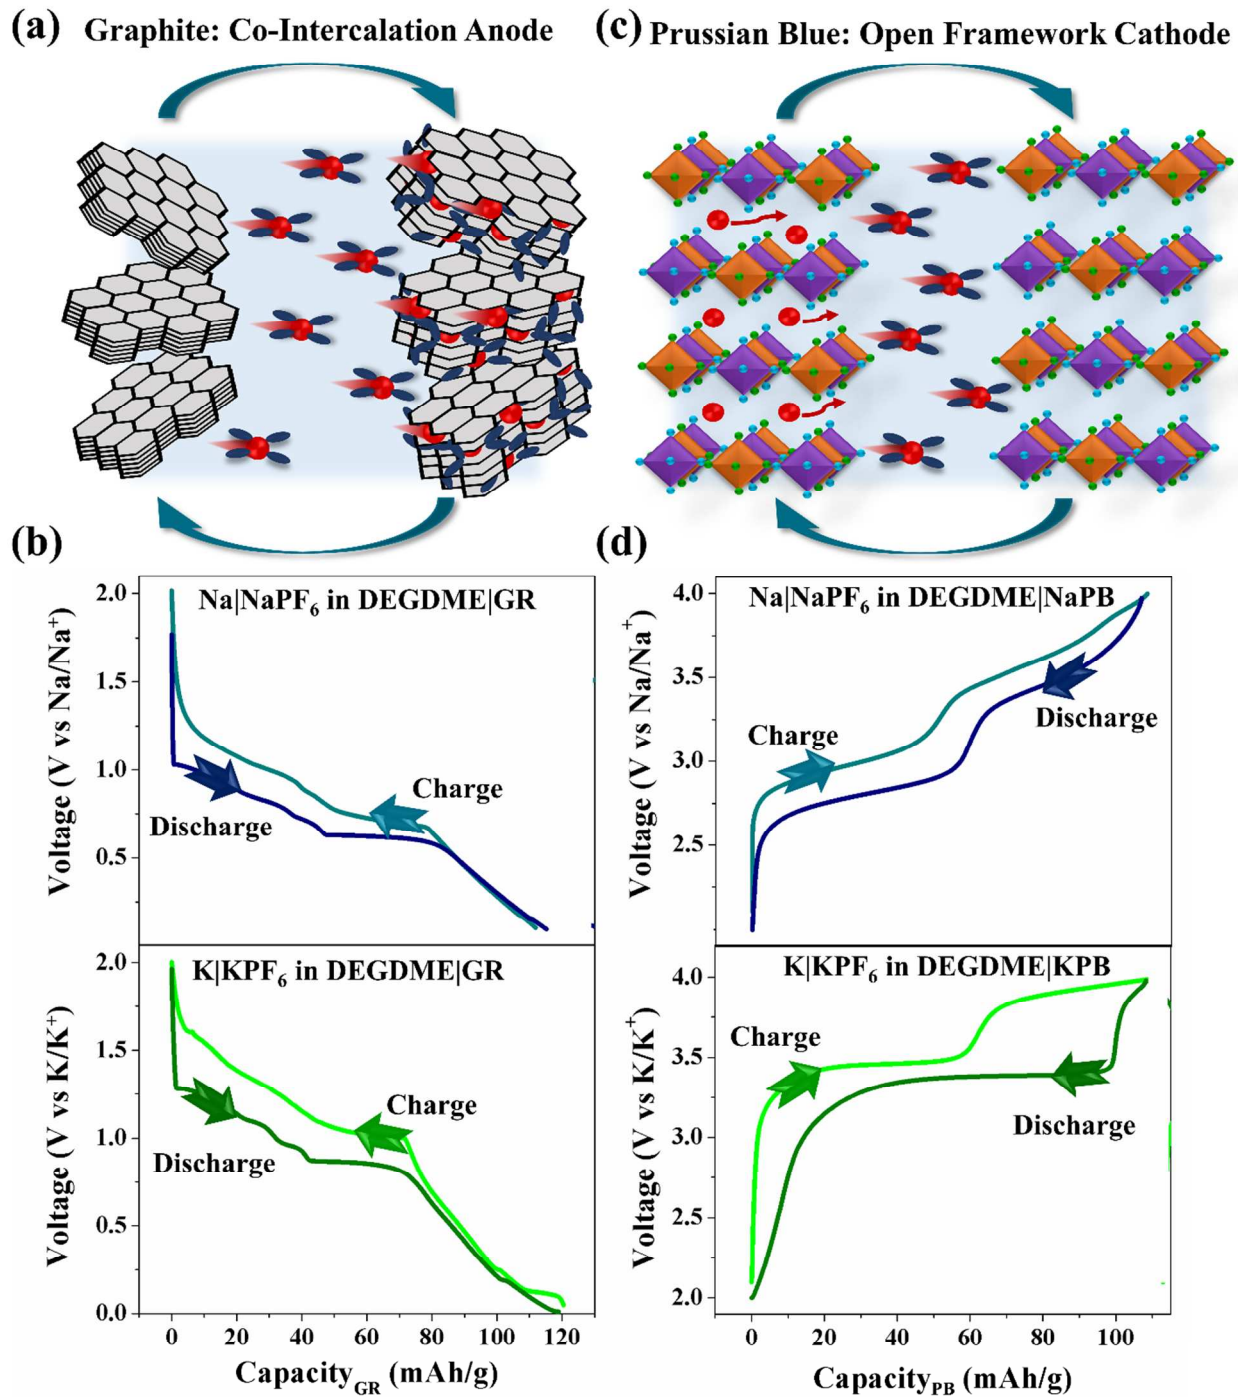 (a) Graphite: Co-Intercalation Anode
(c) Prussian Blue: Open Framework Cathode
(b)
Na|NaPF₆ in DEGDME|GR
Voltage (V vs Na/Na⁺)
2.0
1.5
1.0
0.5
Charge
Discharge
K|KPF₆ in DEGDME|GR
Voltage (V vs K/K⁺)
2.0
1.5
1.0
0.5
0.0
Charge
Discharge
0 20 40 60 80 100 120
Capacity_GR (mAh/g)
(d)
Na|NaPF₆ in DEGDME|NaPB
Voltage (V vs Na/Na⁺)
4.0
3.5
3.0
2.5
Charge
Discharge
K|KPF₆ in DEGDME|KPB
Voltage (V vs K/K⁺)
4.0
3.5
3.0
2.5
2.0
Charge
Discharge
0 20 40 60 80 100
Capacity_PB (mAh/g)